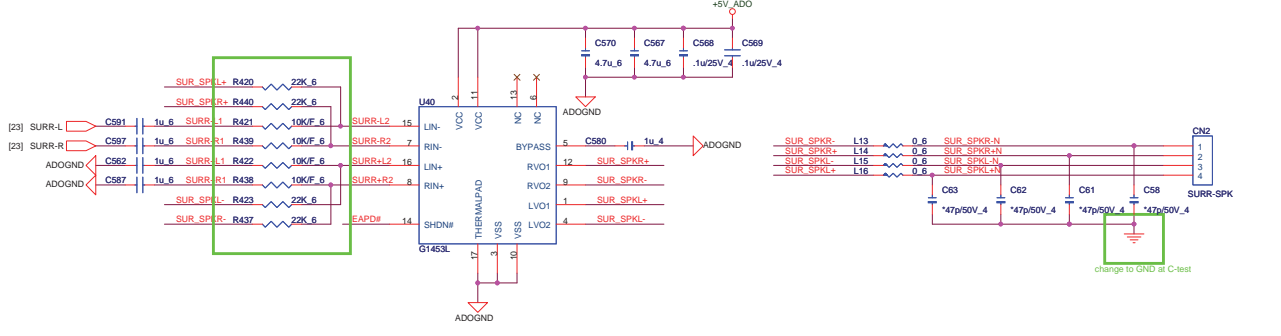 +5V_ADO
C570
4.7u_6
C567
4.7u_6
C568
.1u/25V_4
C569
.1u/25V_4
ADOGND
SUR_SPKL+ R420 22K_6
SUR_SPKR+ R440 22K_6
[23] SURR-L C591 1u_6 SURR-L1 R421 10K/F_6 SURR-L2 15
[23] SURR-R C597 1u_6 SURR-R1 R439 10K/F_6 SURR-R2 7
ADOGND C562 1u_6 SURR+L1 R422 10K/F_6 SURR+L2 16
ADOGND C587 1u_6 SURR+R1 R438 10K/F_6 SURR+R2 8
SUR_SPKL- R423 22K_6
SUR_SPKR- R437 22K_6 EAPD# 14
U40
2 11 13 6
VCC VCC NC NC
LIN-
RIN-
LIN+
RIN+
SHDN#
BYPASS 5 C580 1u_4 ADOGND
RVO1 12 SUR_SPKR+
RVO2 9 SUR_SPKR-
LVO1 1 SUR_SPKL+
LVO2 4 SUR_SPKL-
THERMALPAD VSS VSS
17 3 10
G1453L
ADOGND
SUR_SPKR- L13 0_6 SUR_SPKR-N
SUR_SPKR+ L14 0_6 SUR_SPKR+N
SUR_SPKL- L15 0_6 SUR_SPKL-N
SUR_SPKL+ L16 0_6 SUR_SPKL+N
CN2
1
2
3
4
SURR-SPK
C63
*47p/50V_4
C62
*47p/50V_4
C61
*47p/50V_4
C58
*47p/50V_4
change to GND at C-test